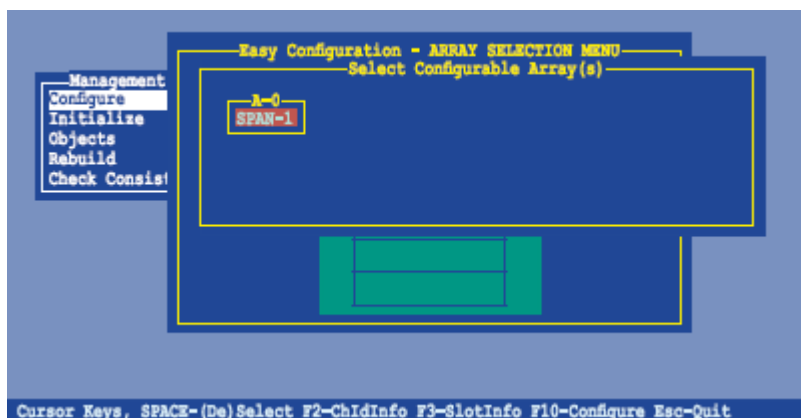 Easy Configuration - ARRAY SELECTION MENU
Select Configurable Array(s)
Management
Configure
Initialize
Objects
Rebuild
Check Consist
A-0
SPAN-1
Cursor Keys, SPACE-(De)Select F2-ChIdInfo F3-SlotInfo F10-Configure Esc-Quit